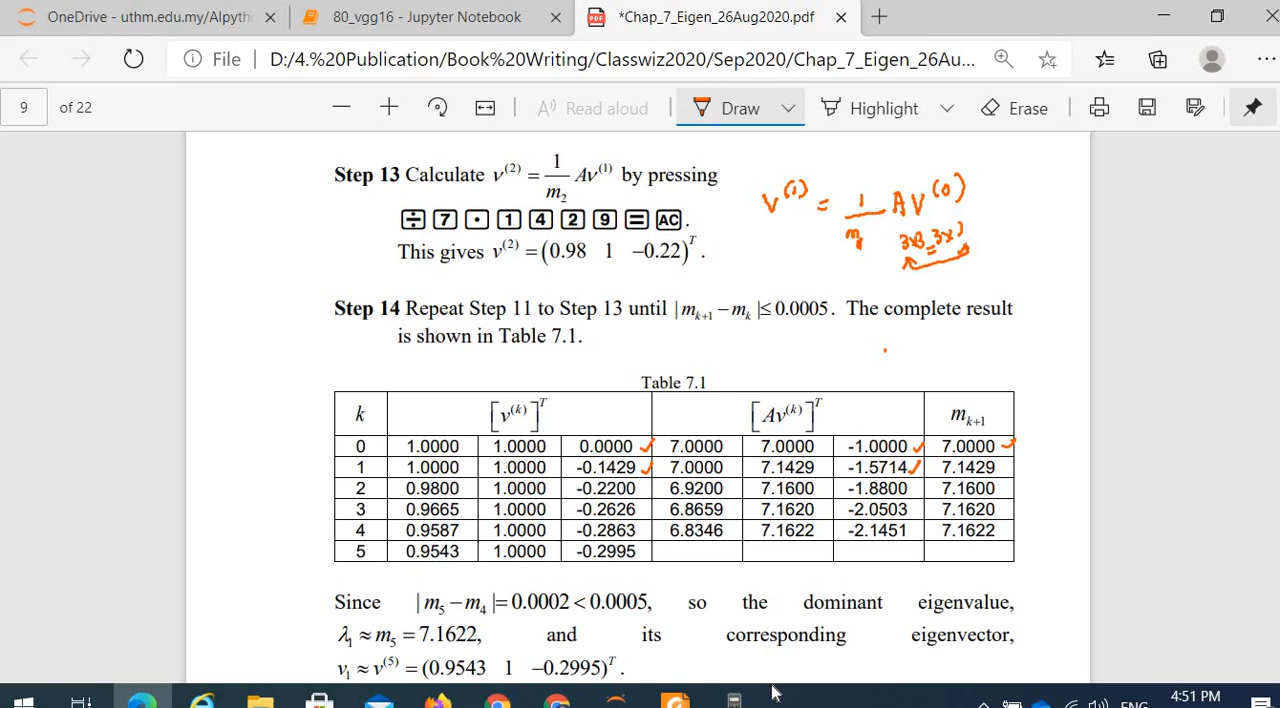 OneDrive - uthm.edu.my/Alpyth
80_vgg16 - Jupyter Notebook
*Chap_7_Eigen_26Aug2020.pdf
File D:/4.%20Publication/Book%20Writing/Classwiz2020/Sep2020/Chap_7_Eigen_26Au...
9 of 22 Read aloud Draw Highlight Erase
Step 13 Calculate v^(2) = 1/m_2 Av^(1) by pressing
÷ 7 • 1 4 2 9 = AC .
This gives v^(2) = (0.98 1 −0.22)^T .
v^(1) = 1/m_1 A v^(0)
Step 14 Repeat Step 11 to Step 13 until | m_{k+1} − m_k | ≤ 0.0005 . The complete result
is shown in Table 7.1.
Table 7.1
k [v^(k)]^T [Av^(k)]^T m_{k+1}
0 1.0000 1.0000 0.0000 ✓ 7.0000 7.0000 -1.0000 ✓ 7.0000 ✓
1 1.0000 1.0000 -0.1429 ✓ 7.0000 7.1429 -1.5714 ✓ 7.1429
2 0.9800 1.0000 -0.2200 6.9200 7.1600 -1.8800 7.1600
3 0.9665 1.0000 -0.2626 6.8659 7.1620 -2.0503 7.1620
4 0.9587 1.0000 -0.2863 6.8346 7.1622 -2.1451 7.1622
5 0.9543 1.0000 -0.2995
Since | m_5 − m_4 |= 0.0002 < 0.0005, so the dominant eigenvalue,
λ_1 ≈ m_5 = 7.1622, and its corresponding eigenvector,
v_1 ≈ v^(5) = (0.9543 1 −0.2995)^T .
4:51 PM
ENG